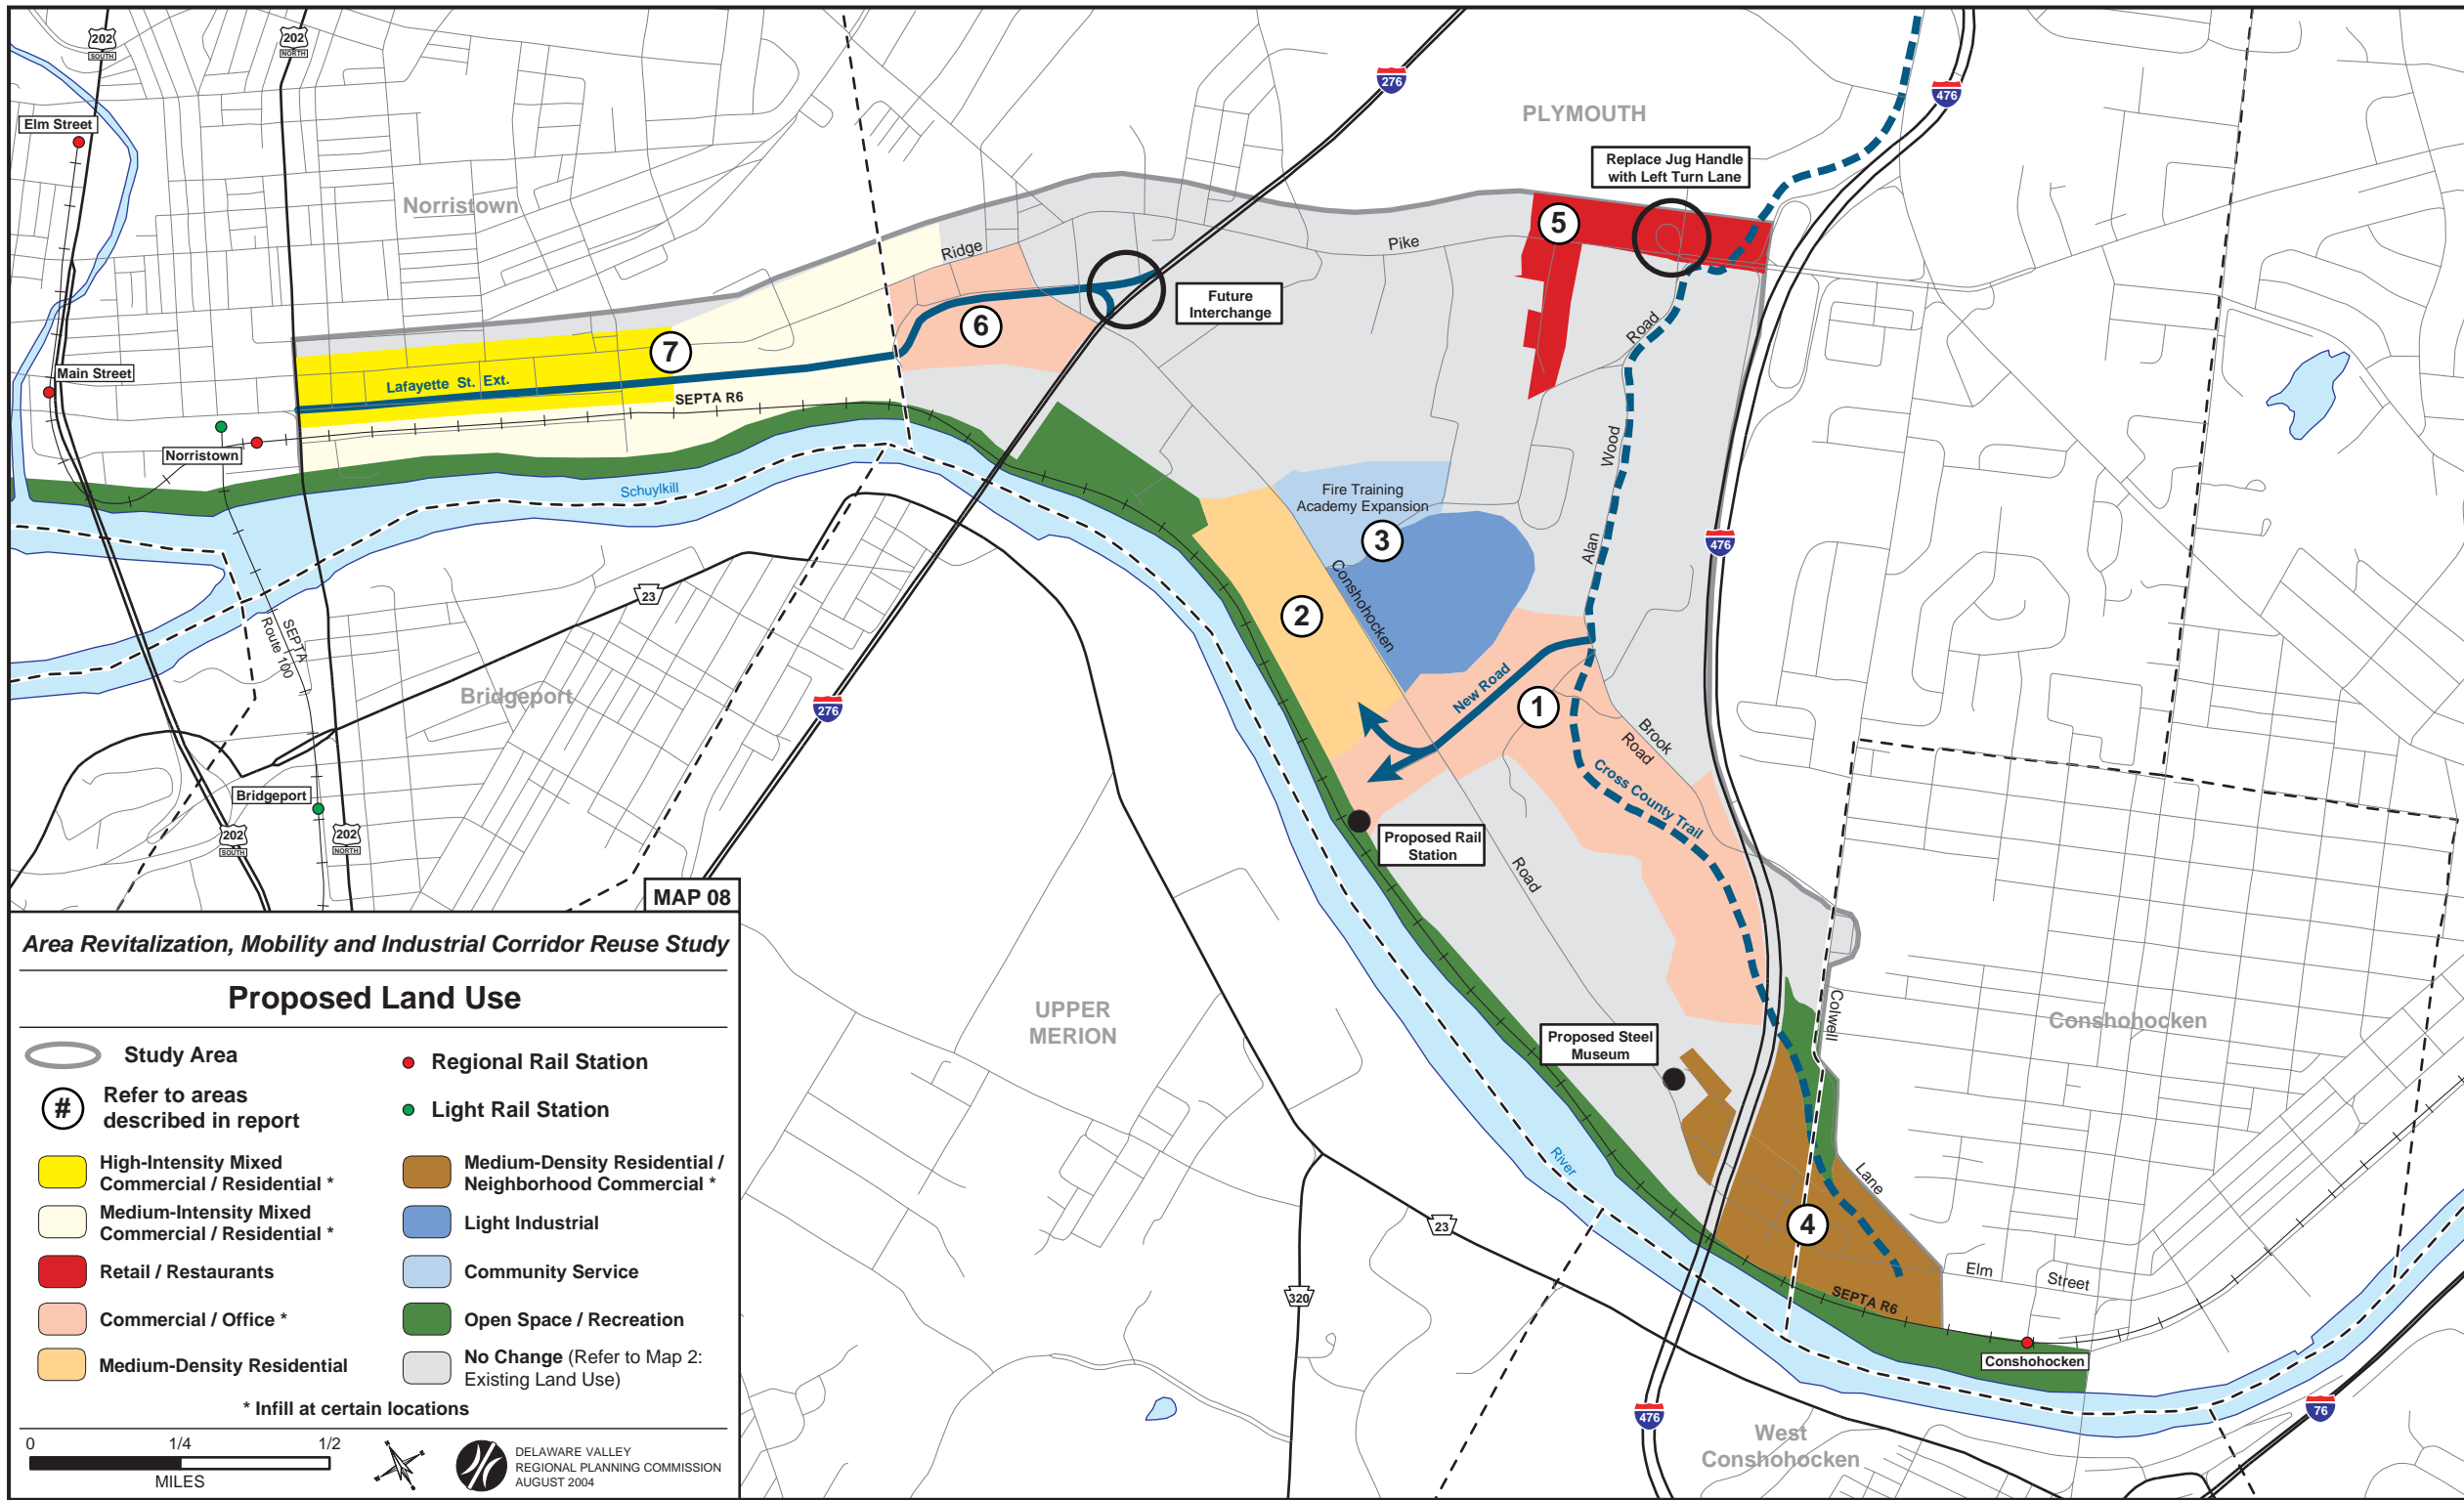 202
SOUTH
202
NORTH
276
476
PLYMOUTH
Elm Street
Replace Jug Handle
with Left Turn Lane
Norristown
5
Ridge
Pike
Future
Interchange
6
Road
7
Main Street
Lafayette St. Ext.
SEPTA R6
Norristown
Wood
Schuylkill
Fire Training
Academy Expansion
3
476
Alan
23
Conshohocken
2
SEPTA
Route 100
Bridgeport
276
New Road
1
Brook
Road
Cross County Trail
Bridgeport
202
SOUTH
202
NORTH
Proposed Rail
Station
Road
MAP 08
Area Revitalization, Mobility and Industrial Corridor Reuse Study
Proposed Land Use
Study Area
Regional Rail Station
#
Refer to areas
described in report
Light Rail Station
High-Intensity Mixed
Commercial / Residential *
Medium-Density Residential /
Neighborhood Commercial *
Medium-Intensity Mixed
Commercial / Residential *
Light Industrial
Retail / Restaurants
Community Service
Commercial / Office *
Open Space / Recreation
Medium-Density Residential
No Change (Refer to Map 2:
Existing Land Use)
* Infill at certain locations
0 1/4 1/2
MILES
DELAWARE VALLEY
REGIONAL PLANNING COMMISSION
AUGUST 2004
UPPER
MERION
Colwell
Conshohocken
Proposed Steel
Museum
River
Lane
4
23
Elm
Street
320
SEPTA R6
Conshohocken
476
76
West
Conshohocken